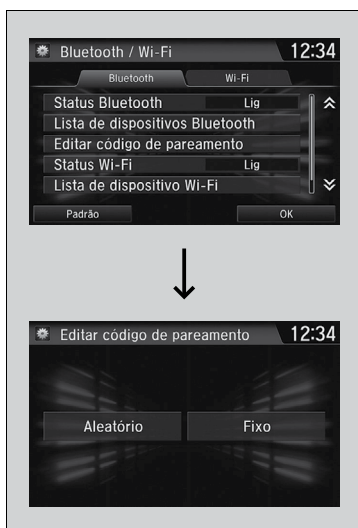 Bluetooth / Wi-Fi 12:34
Bluetooth Wi-Fi
Status Bluetooth Lig
Lista de dispositivos Bluetooth
Editar código de pareamento
Status Wi-Fi Lig
Lista de dispositivo Wi-Fi
Padrão OK
Editar código de pareamento 12:34
Aleatório Fixo